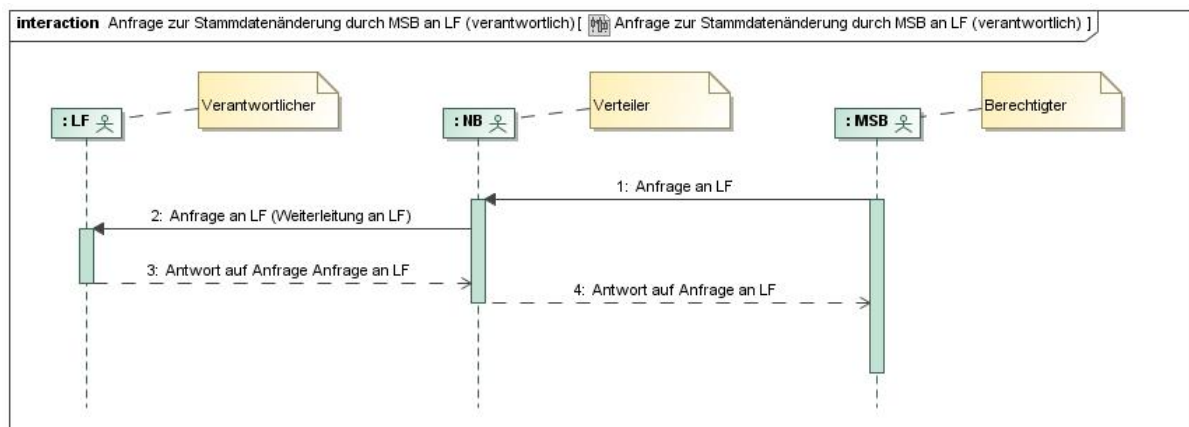 interaction Anfrage zur Stammdatenänderung durch MSB an LF (verantwortlich)[ Anfrage zur Stammdatenänderung durch MSB an LF (verantwortlich) ]
Verantwortlicher
Verteiler
Berechtigter
: LF
: NB
: MSB
1: Anfrage an LF
2: Anfrage an LF (Weiterleitung an LF)
3: Antwort auf Anfrage Anfrage an LF
4: Antwort auf Anfrage an LF